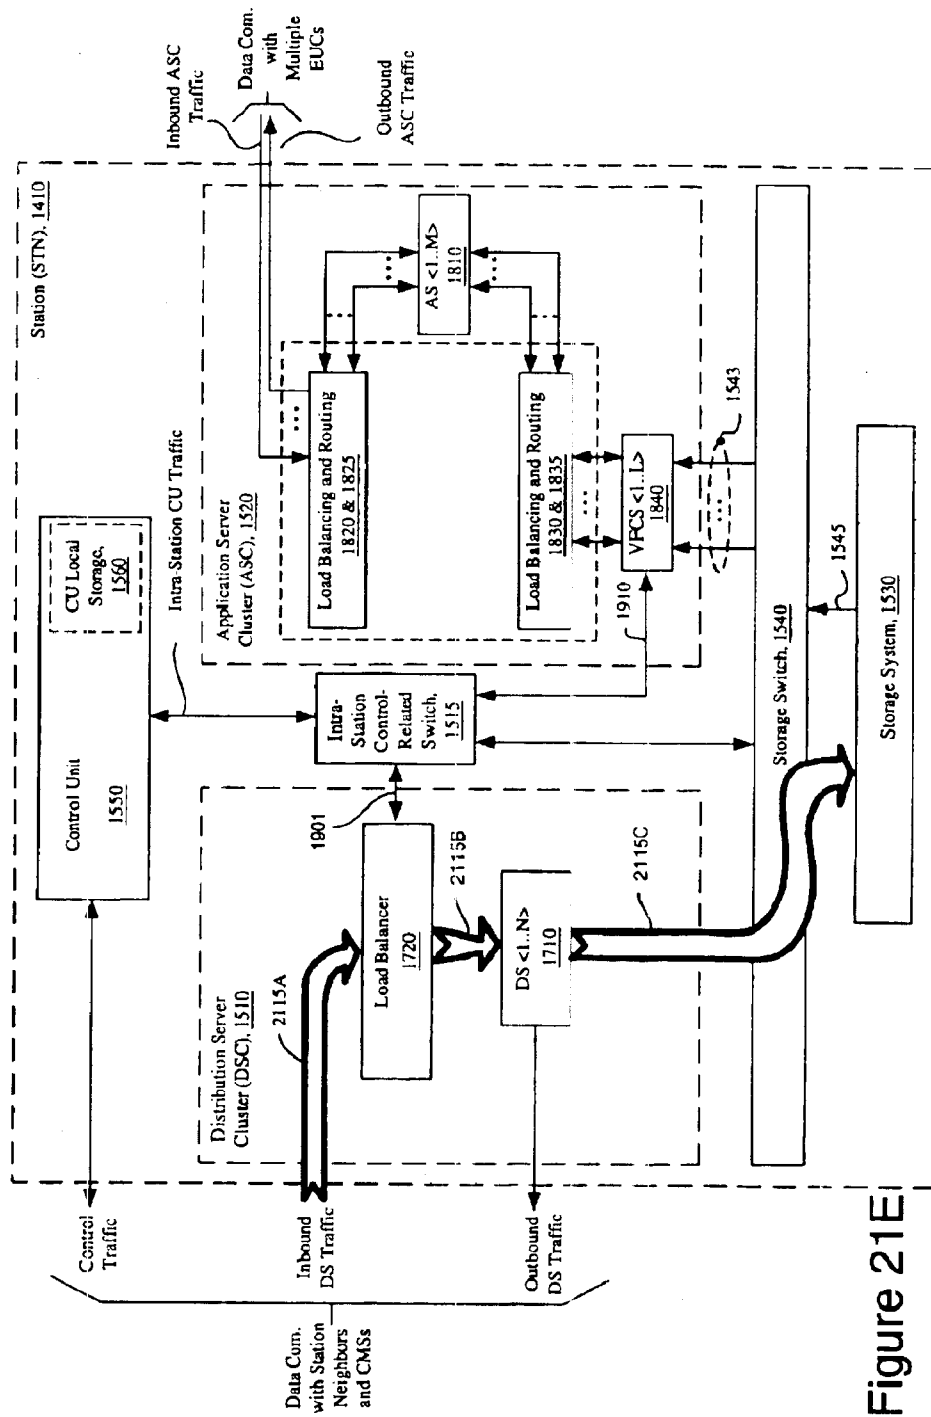 Station (STN), 1410
Control Unit
1550
CU Local
Storage,
1560
Control
Traffic
Intra-Station CU Traffic
Inbound ASC
Traffic
Data Com.
with
Multiple
EUCs
Outbound
ASC Traffic
Data Com.
with Station
Neighbors
and CMSs
Inbound
DS Traffic
Outbound
DS Traffic
Distribution Server
Cluster (DSC), 1510
2115A
Load Balancer
1720
2115B
DS <1..N>
1710
2115C
1901
Intra-
Station
Control-
Related
Switch,
1515
1910
Application Server
Cluster (ASC), 1520
Load Balancing and Routing
1820 & 1825
...
AS <1..M>
1810
...
...
Load Balancing and Routing
1830 & 1835
...
VFCS <1..L>
1840
...
1543
Storage Switch, 1540
1545
Storage System, 1530
Figure 21E